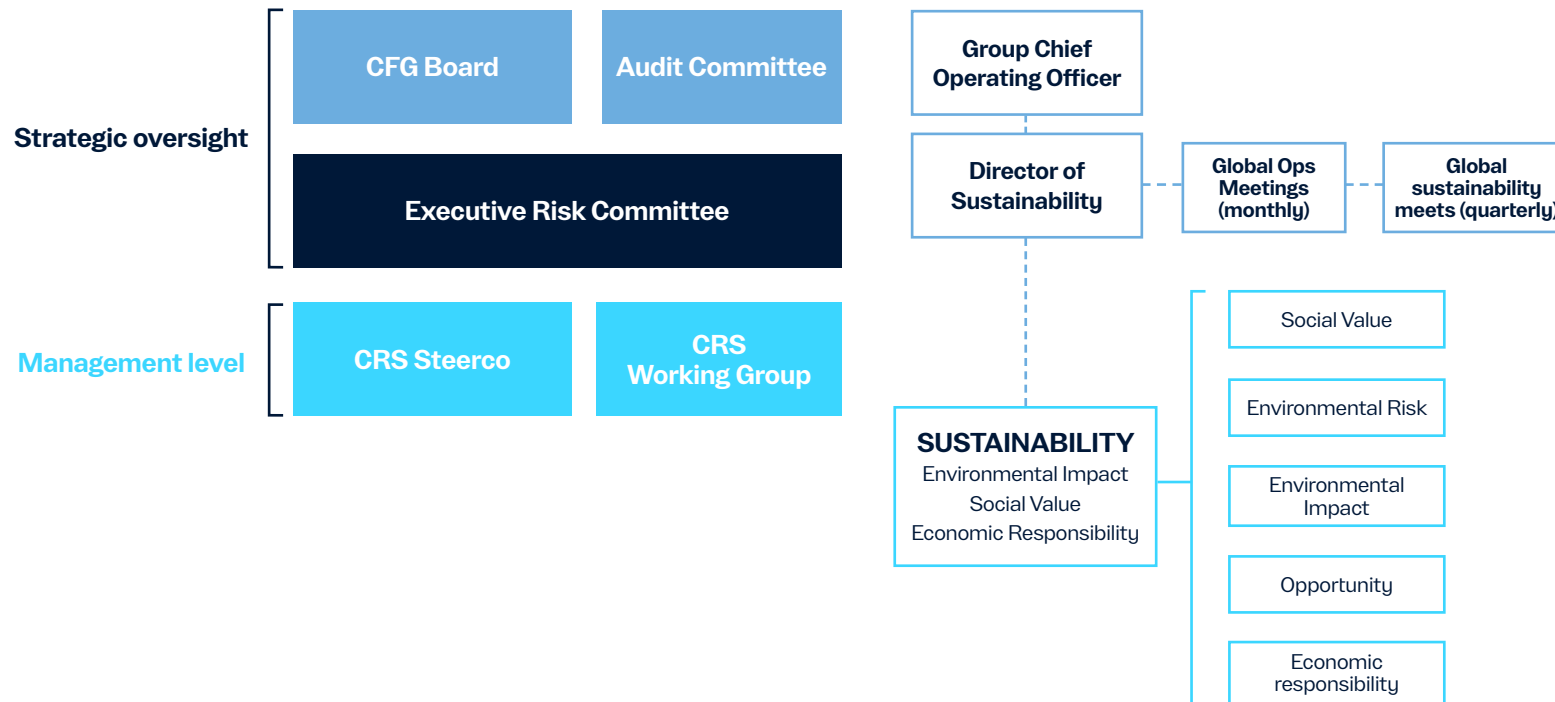 Strategic oversight
CFG Board
Audit Committee
Executive Risk Committee
Management level
CRS Steerco
CRS
Working Group
Group Chief
Operating Officer
Director of
Sustainability
Global Ops
Meetings
(monthly)
Global
sustainability
meets (quarterly)
SUSTAINABILITY
Environmental Impact
Social Value
Economic Responsibility
Social Value
Environmental Risk
Environmental
Impact
Opportunity
Economic
responsibility